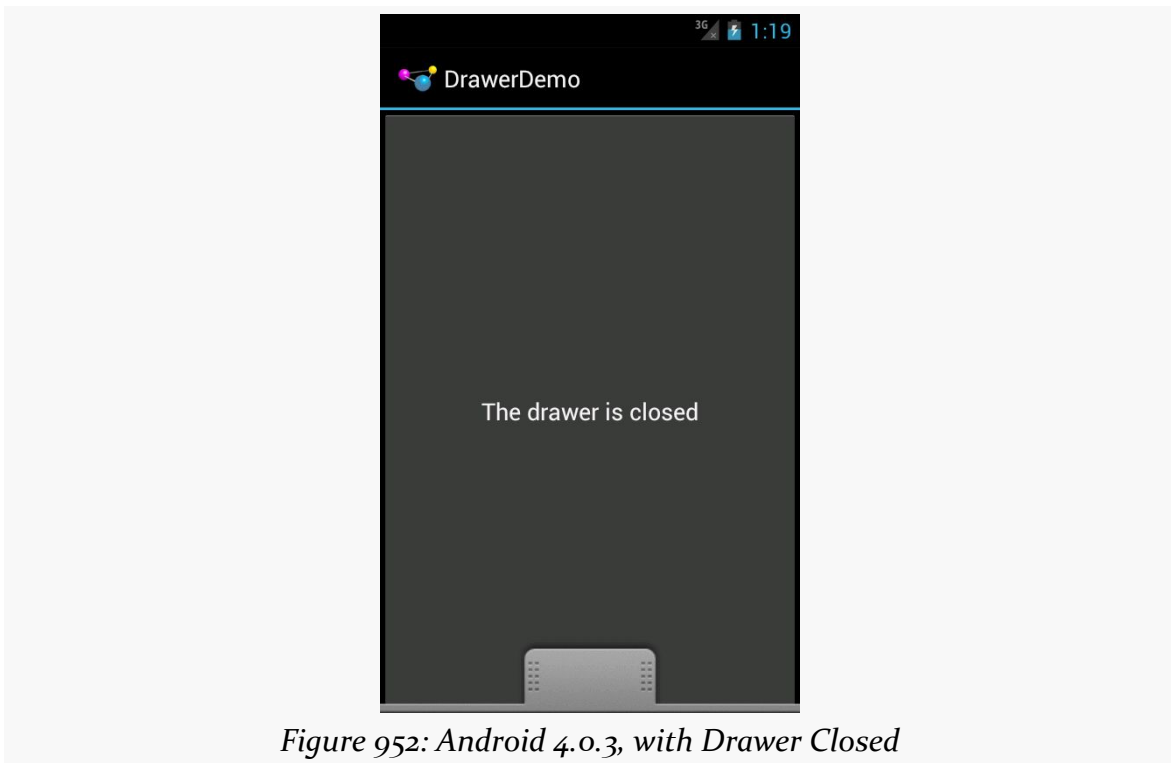 3G 1:19
DrawerDemo
The drawer is closed
Figure 952: Android 4.0.3, with Drawer Closed